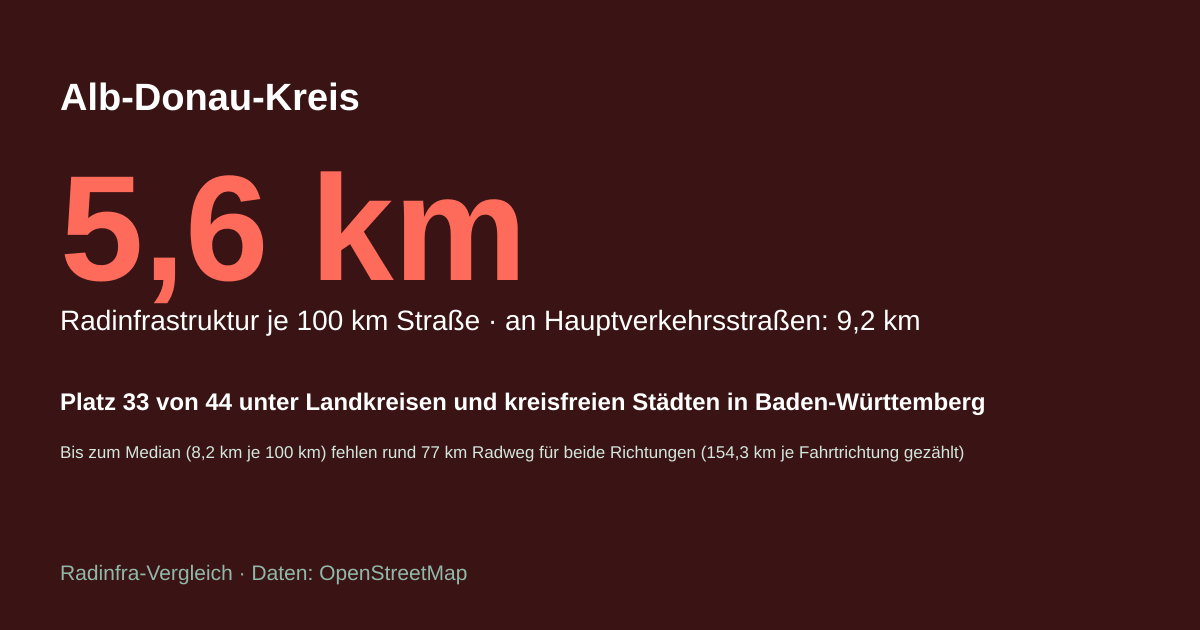 Alb-Donau-Kreis
5,6 km
Radinfrastruktur je 100 km Straße · an Hauptverkehrsstraßen: 9,2 km
Platz 33 von 44 unter Landkreisen und kreisfreien Städten in Baden-Württemberg
Bis zum Median (8,2 km je 100 km) fehlen rund 77 km Radweg für beide Richtungen (154,3 km je Fahrtrichtung gezählt)
Radinfra-Vergleich · Daten: OpenStreetMap